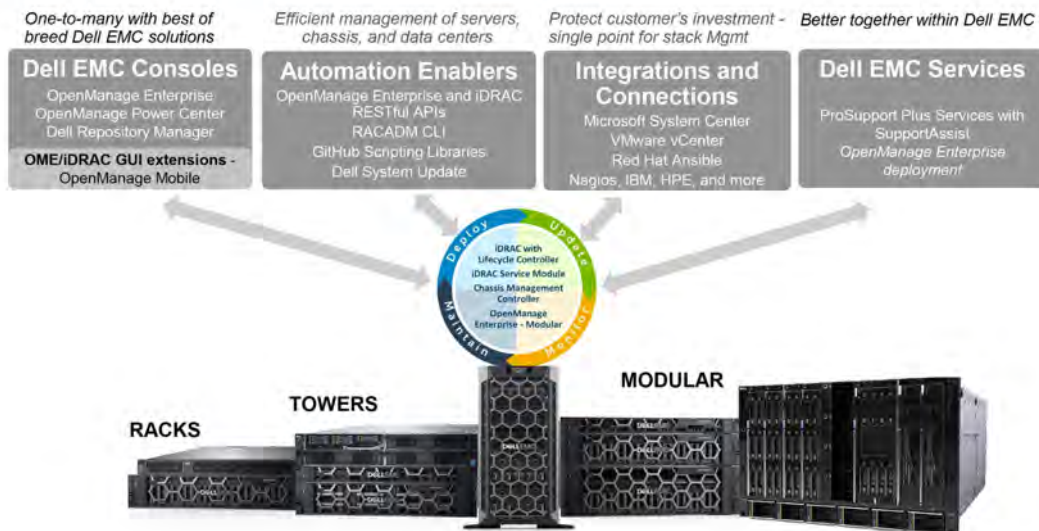 One-to-many with best of
breed Dell EMC solutions
Dell EMC Consoles
OpenManage Enterprise
OpenManage Power Center
Dell Repository Manager
OME/iDRAC GUI extensions -
OpenManage Mobile
Efficient management of servers,
chassis, and data centers
Automation Enablers
OpenManage Enterprise and iDRAC
RESTful APIs
RACADM CLI
GitHub Scripting Libraries
Dell System Update
Protect customer's investment -
single point for stack Mgmt
Integrations and
Connections
Microsoft System Center
VMware vCenter
Red Hat Ansible
Nagios, IBM, HPE, and more
Better together within Dell EMC
Dell EMC Services
ProSupport Plus Services with
SupportAssist
OpenManage Enterprise
deployment
Deploy
Update
Maintain
Monitor
iDRAC with
Lifecycle Controller
iDRAC Service Module
Chassis Management
Controller
OpenManage
Enterprise - Modular
RACKS
TOWERS
MODULAR
DELLEMC